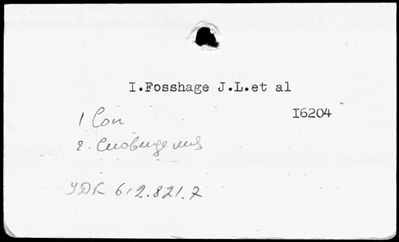 I.Fosshage J.L.et al
I6204
1 Сон
2. Сновидения
УДК 612.821.7